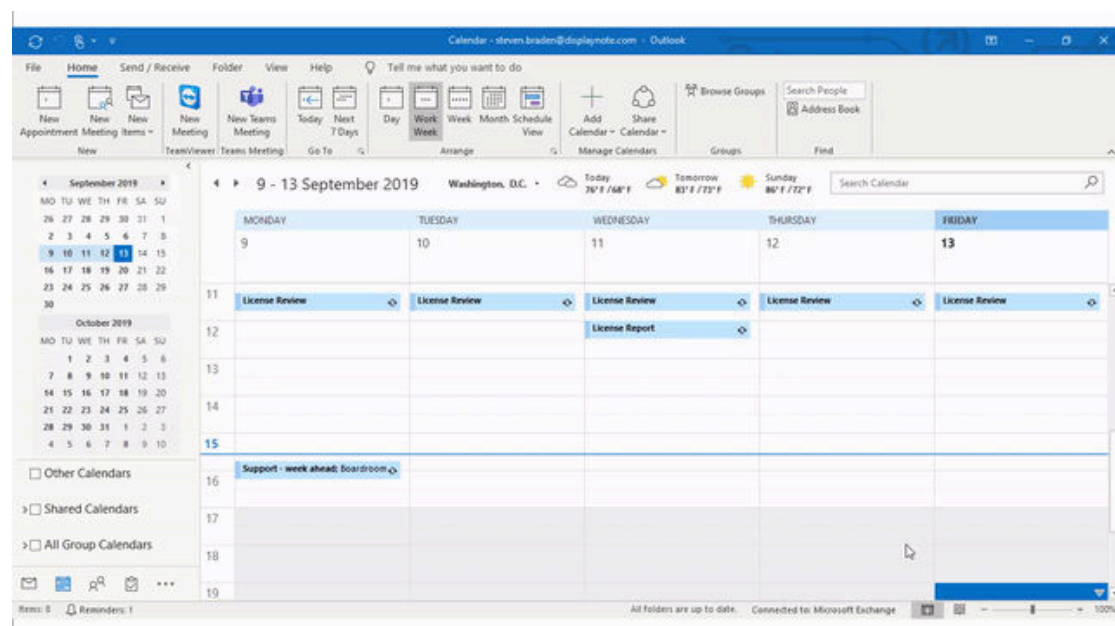 Calendar - steven.braden@displaynote.com - Outlook
File Home Send / Receive Folder View Help Tell me what you want to do
New Appointment
New Meeting
New Items
New Meeting
New Teams Meeting
Today
Next 7 Days
Day
Work Week
Week
Month
Schedule View
Add Calendar
Share Calendar
Browse Groups
Search People
Address Book
New TeamViewer Teams Meeting Go To Arrange Manage Calendars Groups Find
September 2019
MO TU WE TH FR SA SU
26 27 28 29 30 31 1
2 3 4 5 6 7 8
9 10 11 12 13 14 15
16 17 18 19 20 21 22
23 24 25 26 27 28 29
30
October 2019
MO TU WE TH FR SA SU
1 2 3 4 5 6
7 8 9 10 11 12 13
14 15 16 17 18 19 20
21 22 23 24 25 26 27
28 29 30 31 1 2 3
4 5 6 7 8 9 10
Other Calendars
Shared Calendars
All Group Calendars
9 - 13 September 2019
Washington, D.C.
Today
76°F/68°F
Tomorrow
83°F/73°F
Sunday
86°F/72°F
Search Calendar
MONDAY TUESDAY WEDNESDAY THURSDAY FRIDAY
9 10 11 12 13
11
License Review License Review License Review License Review License Review
License Report
12
13
14
15
Support - week ahead; Boardroom
16
17
18
19
Items: 8 Reminders: 1
All folders are up to date. Connected to: Microsoft Exchange 100%